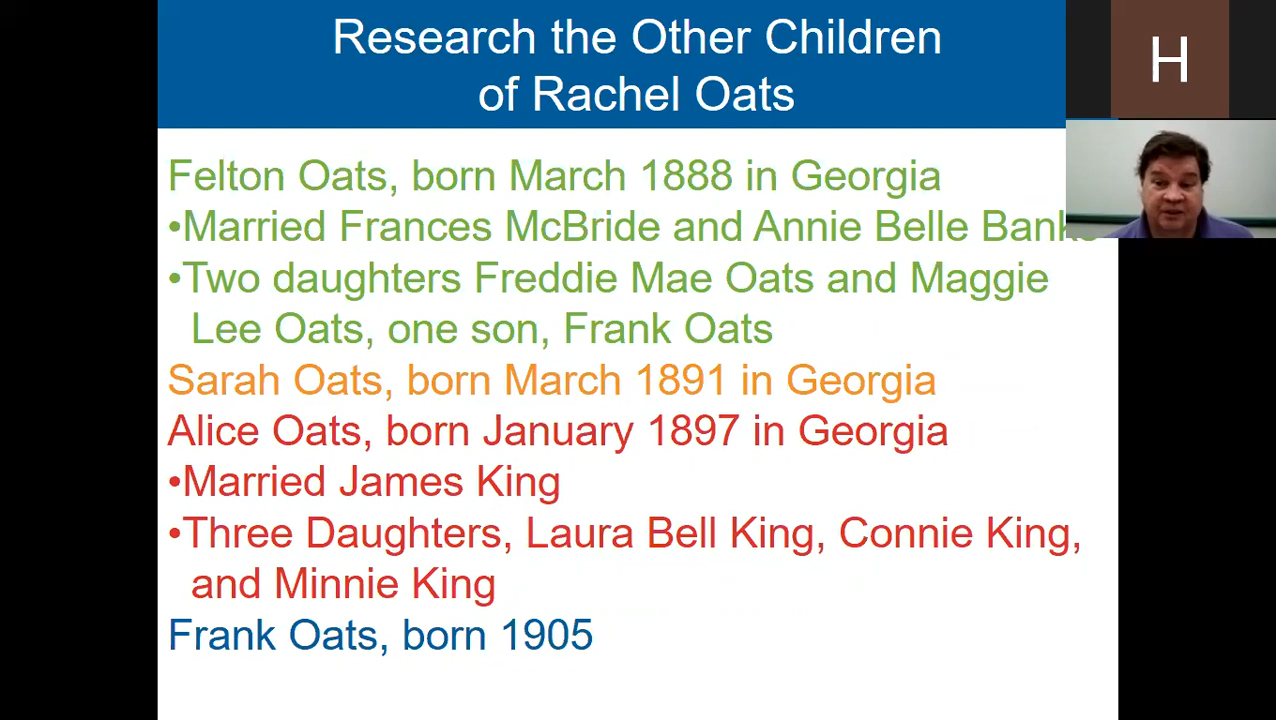 Research the Other Children
of Rachel Oats
H
Felton Oats, born March 1888 in Georgia
•Married Frances McBride and Annie Belle Banks
•Two daughters Freddie Mae Oats and Maggie
Lee Oats, one son, Frank Oats
Sarah Oats, born March 1891 in Georgia
Alice Oats, born January 1897 in Georgia
•Married James King
•Three Daughters, Laura Bell King, Connie King,
and Minnie King
Frank Oats, born 1905